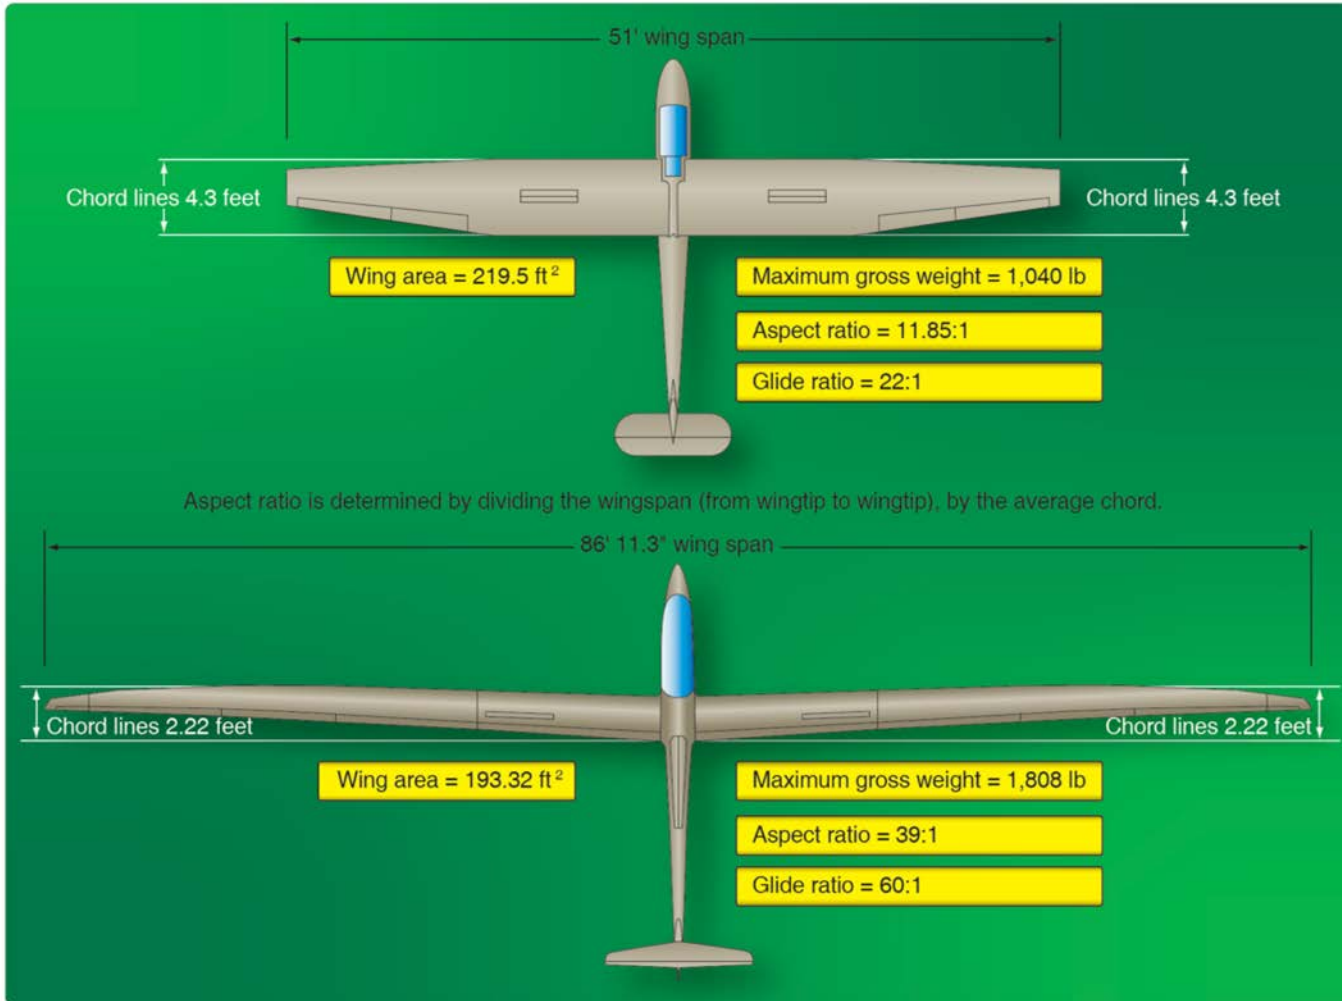 51' wing span
Chord lines 4.3 feet
Chord lines 4.3 feet
Wing area = 219.5 ft²
Maximum gross weight = 1,040 lb
Aspect ratio = 11.85:1
Glide ratio = 22:1
Aspect ratio is determined by dividing the wingspan (from wingtip to wingtip), by the average chord.
86' 11.3" wing span
Chord lines 2.22 feet
Chord lines 2.22 feet
Wing area = 193.32 ft²
Maximum gross weight = 1,808 lb
Aspect ratio = 39:1
Glide ratio = 60:1